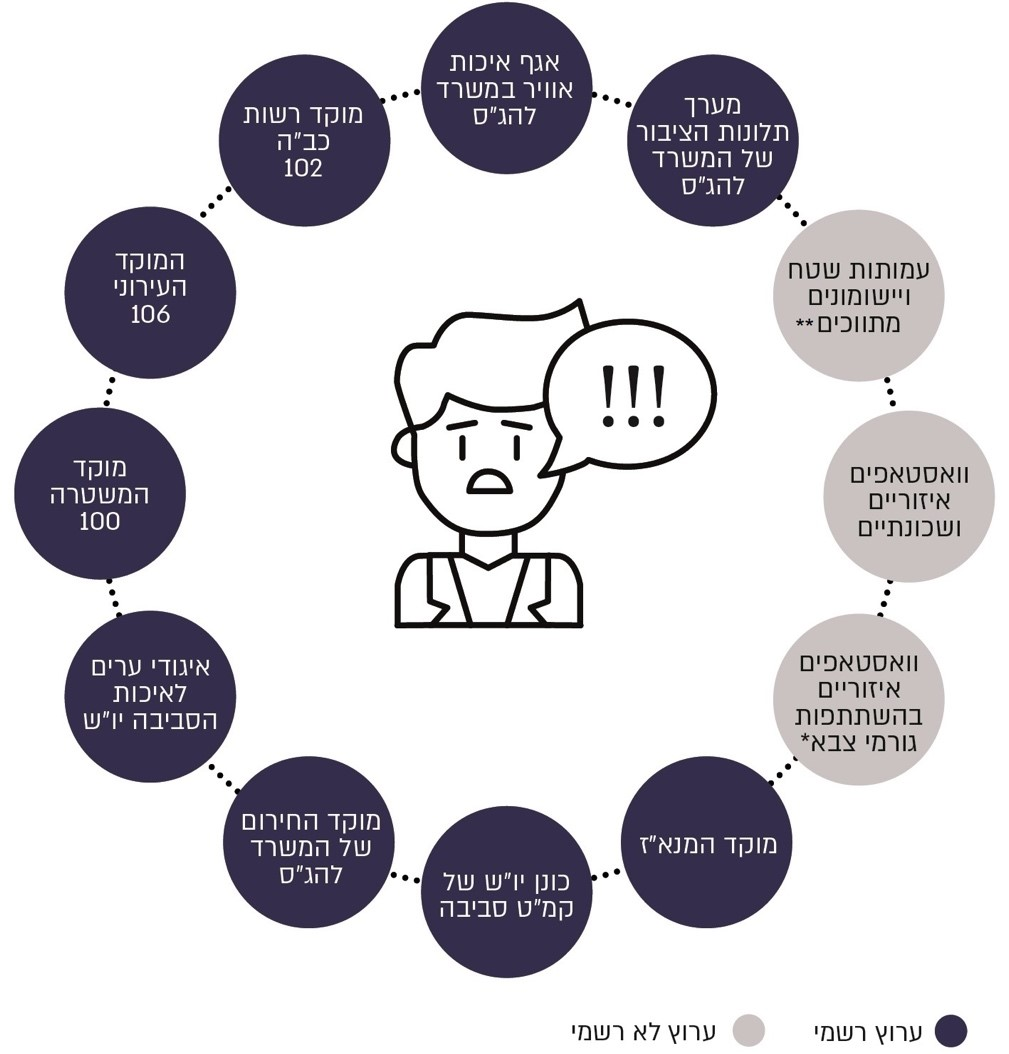 אגף איכות
אוויר במשרד
להג"ס
מערך
תלונות הציבור
של המשרד
להג"ס
עמותות שטח
ויישומונים
מתווכים**
וואסטאפים
איזוריים
ושכונתיים
וואסטאפים
איזוריים
בהשתתפות
גורמי צבא*
מוקד המנא"ז
כונן יו"ש של
קמ"ט סביבה
מוקד החירום
של המשרד
להג"ס
איגודי ערים
לאיכות
הסביבה יו"ש
מוקד
המשטרה
100
המוקד
העירוני
106
מוקד רשות
כב"ה
102
!!!
ערוץ רשמי
ערוץ לא רשמי